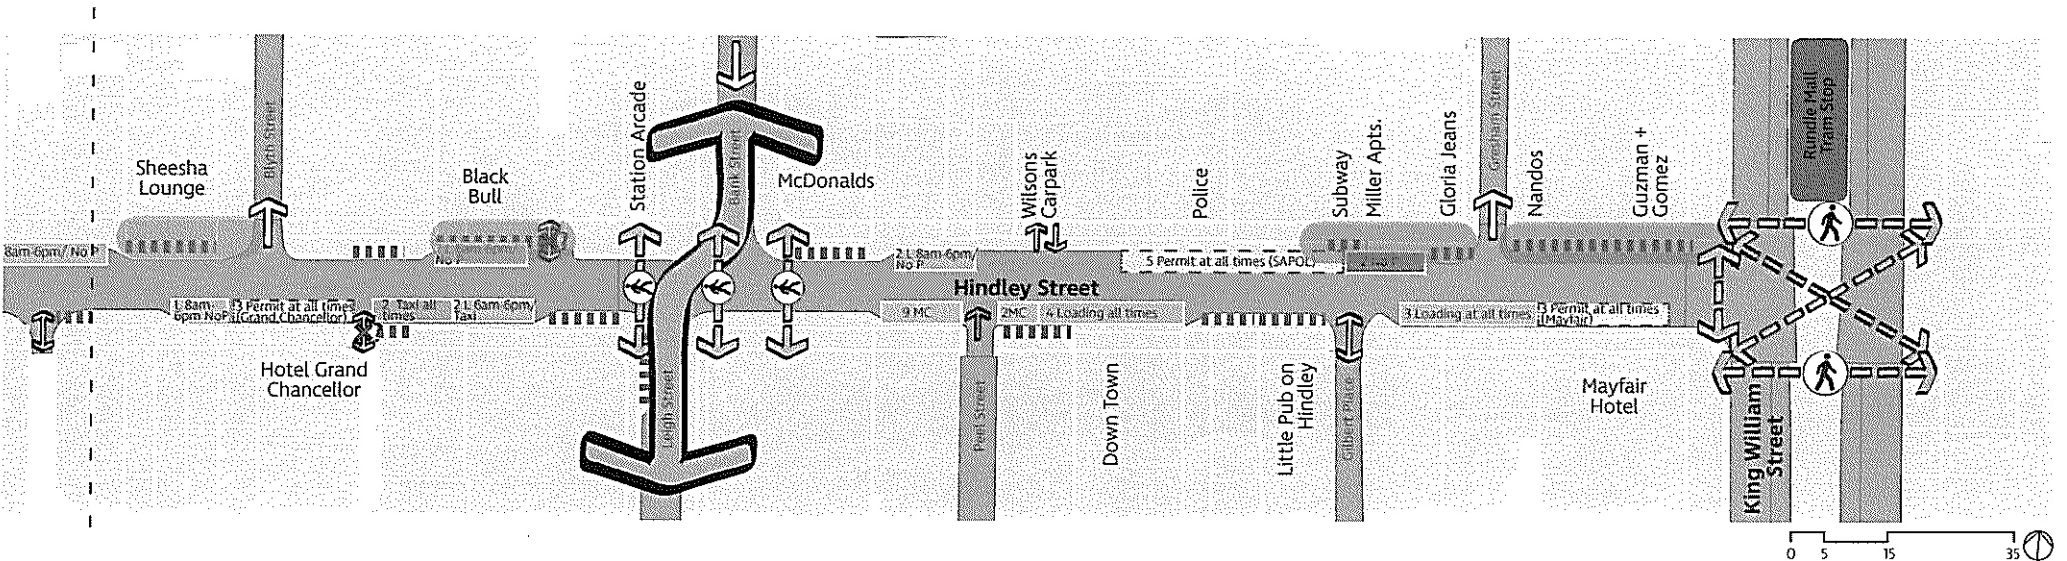 Sheesha
Lounge
Blyth Street
Black
Bull
Station Arcade
Bank Street
McDonalds
Wilsons
Carpark
Police
Subway
Miller Apts.
Gloria Jeans
Gresham Street
Nandos
Guzman +
Gomez
Rundle Mall
Tram Stop
8am-6pm/ No P
No P
2 L 8am-6pm/
No P
5 Permit at all times (SAPOL)
Hindley Street
L 8am-
6pm NoP
3 Permit at all times
(Grand Chancellor)
2 Taxi all
times
2 L 6am-6pm/
Taxi
9 MC
2MC
4 Loading all times
3 Loading at all times
3 Permit at all times
(Mayfair)
Hotel Grand
Chancellor
Leigh Street
Peel Street
Down Town
Little Pub on
Hindley
Gilbert Place
Mayfair
Hotel
King William
Street
0 5 15 35